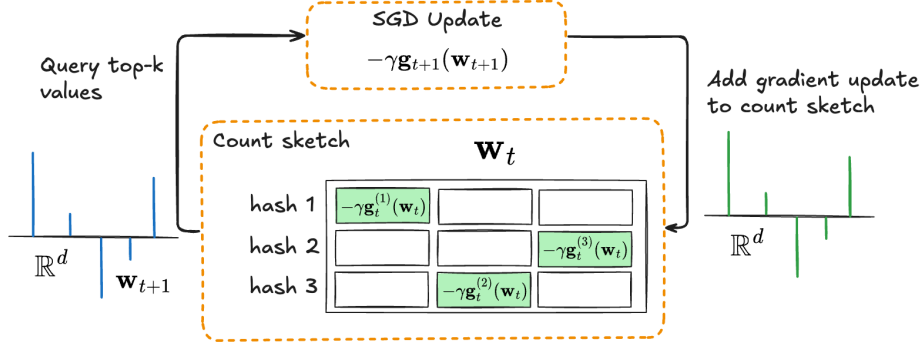 SGD Update
−γg_{t+1}(w_{t+1})
Query top-k
values
Add gradient update
to count sketch
Count sketch
w_t
hash 1
−γg_t^{(1)}(w_t)
hash 2
−γg_t^{(3)}(w_t)
hash 3
−γg_t^{(2)}(w_t)
ℝ^d
w_{t+1}
ℝ^d